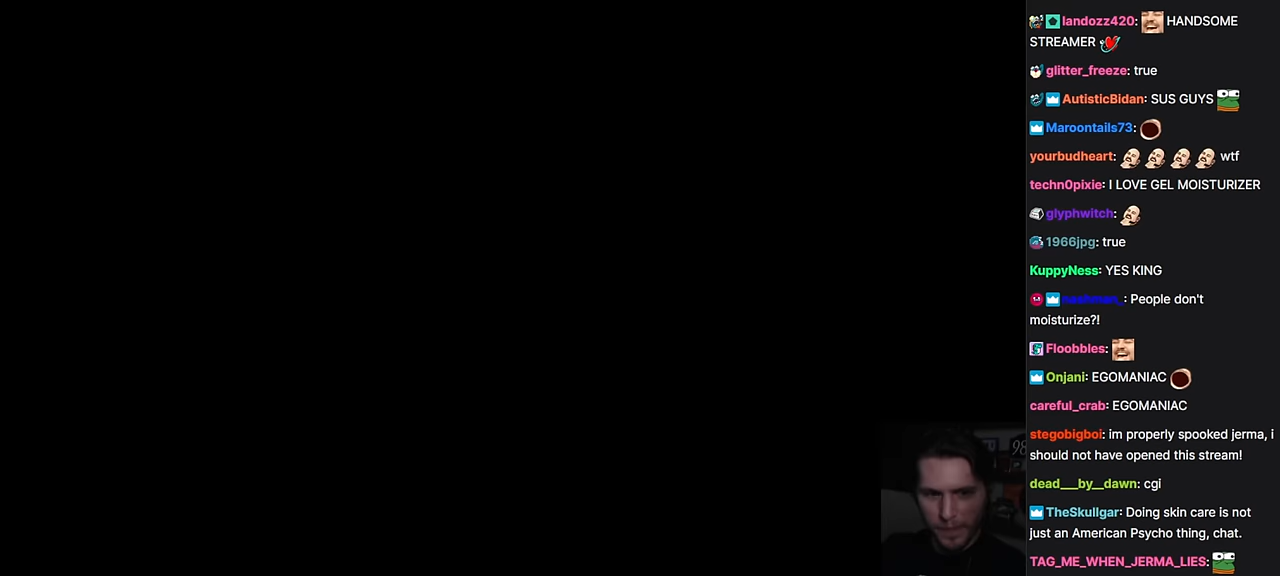 landozz420: HANDSOME
STREAMER
glitter_freeze: true
AutisticBidan: SUS GUYS
Maroontails73:
yourbudheart: wtf
techn0pixie: I LOVE GEL MOISTURIZER
glyphwitch:
1966jpg: true
KuppyNess: YES KING
: People don't
moisturize?!
Floobbles:
Onjani: EGOMANIAC
careful_crab: EGOMANIAC
stegobigboi: im properly spooked jerma, i
should not have opened this stream!
dead___by__dawn: cgi
TheSkullgar: Doing skin care is not
just an American Psycho thing, chat.
TAG_ME_WHEN_JERMA_LIES:
98